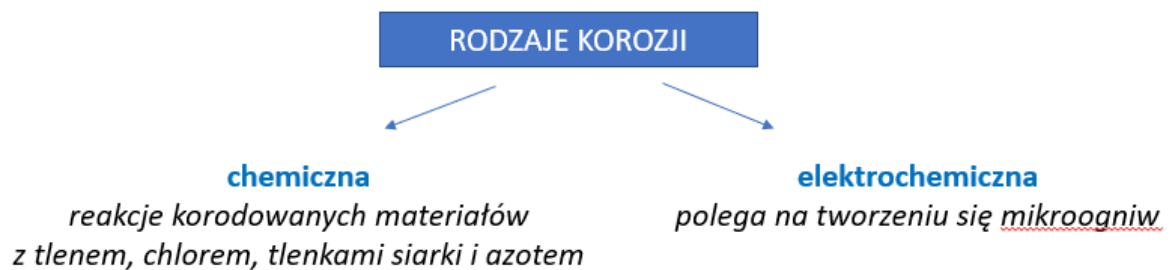 RODZAJE KOROZJI
chemiczna
reakcje korodowanych materiałów
z tlenem, chlorem, tlenkami siarki i azotem
elektrochemiczna
polega na tworzeniu się mikroogniw